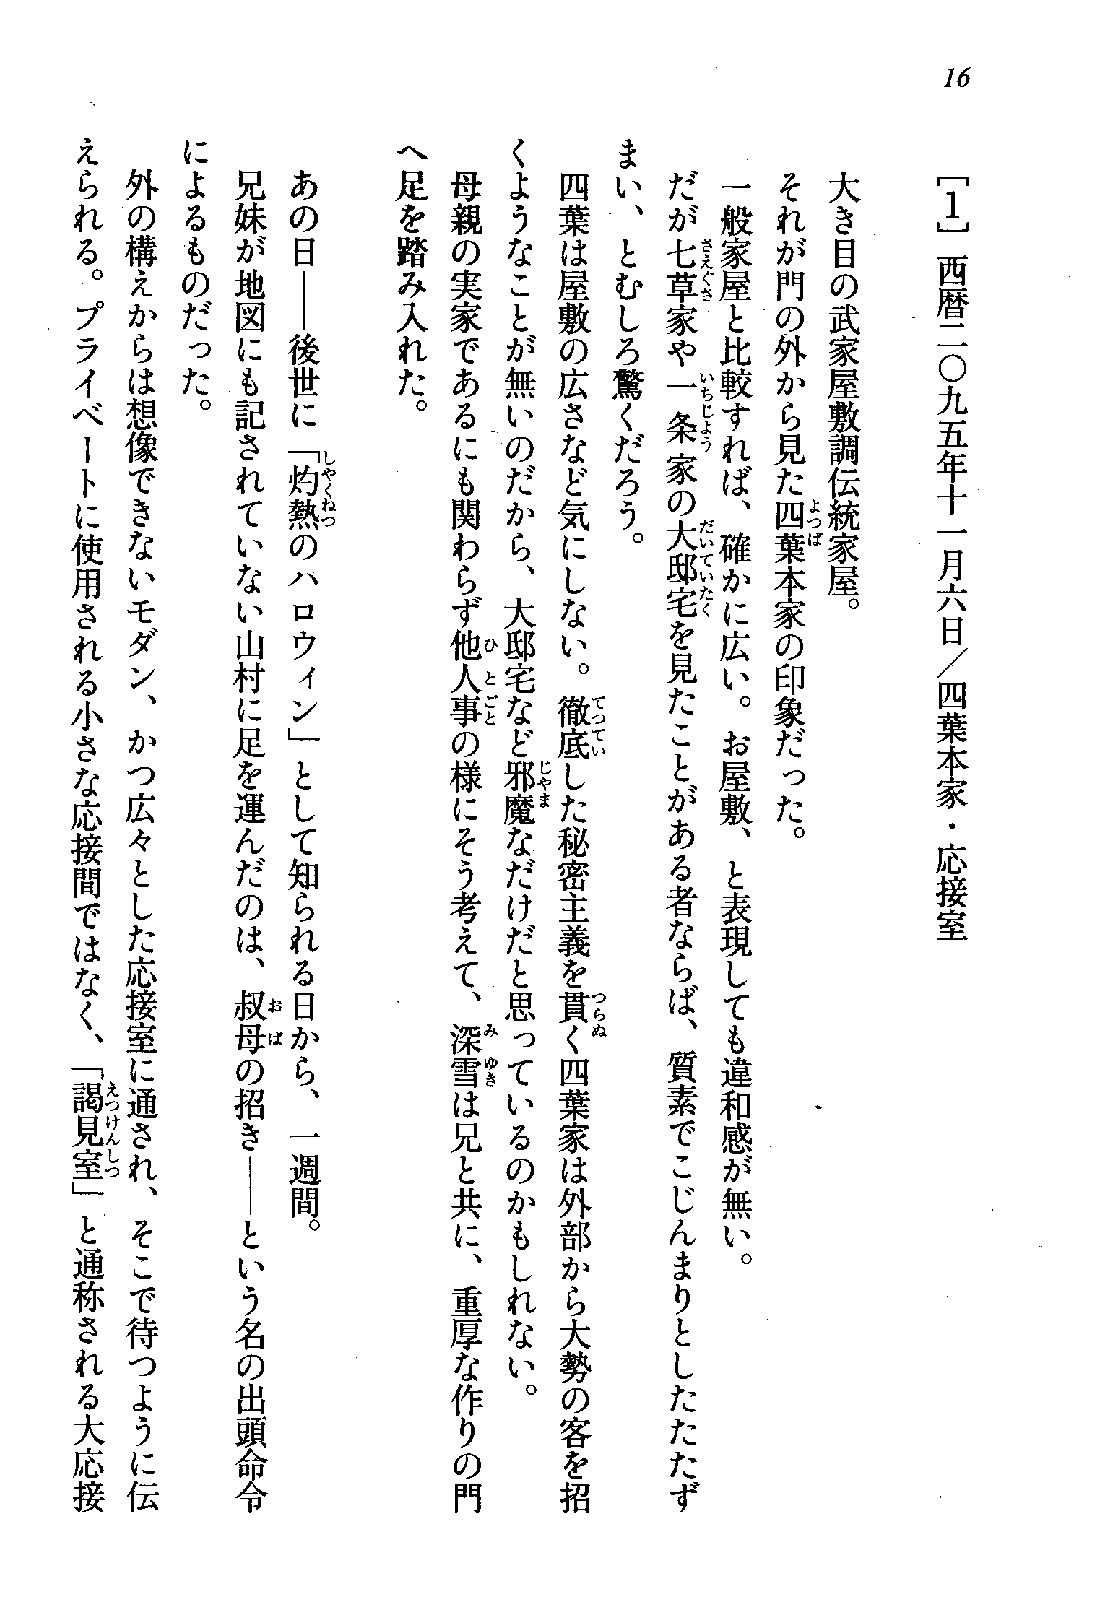 16
［１］西暦二〇九五年十一月六日／四葉本家・応接室
大き目の武家屋敷調伝統家屋。
それが門の外から見た四葉本家の印象だった。
一般家屋と比較すれば、確かに広い。お屋敷、と表現しても違和感が無い。
だが七草家や一条家の大邸宅を見たことがある者ならば、質素でこじんまりとしたたたず
まい、とむしろ驚くだろう。
四葉は屋敷の広さなど気にしない。徹底した秘密主義を貫く四葉家は外部から大勢の客を招
くようなことが無いのだから、大邸宅など邪魔なだけだと思っているのかもしれない。
母親の実家であるにも関わらず他人事の様にそう考えて、深雪は兄と共に、重厚な作りの門
へ足を踏み入れた。
あの日――後世に「灼熱のハロウィン」として知られる日から、一週間。
兄妹が地図にも記されていない山村に足を運んだのは、叔母の招き――という名の出頭命令
によるものだった。
外の構えからは想像できないモダン、かつ広々とした応接室に通され、そこで待つように伝
えられる。プライベートに使用される小さな応接間ではなく、「謁見室」と通称される大応接